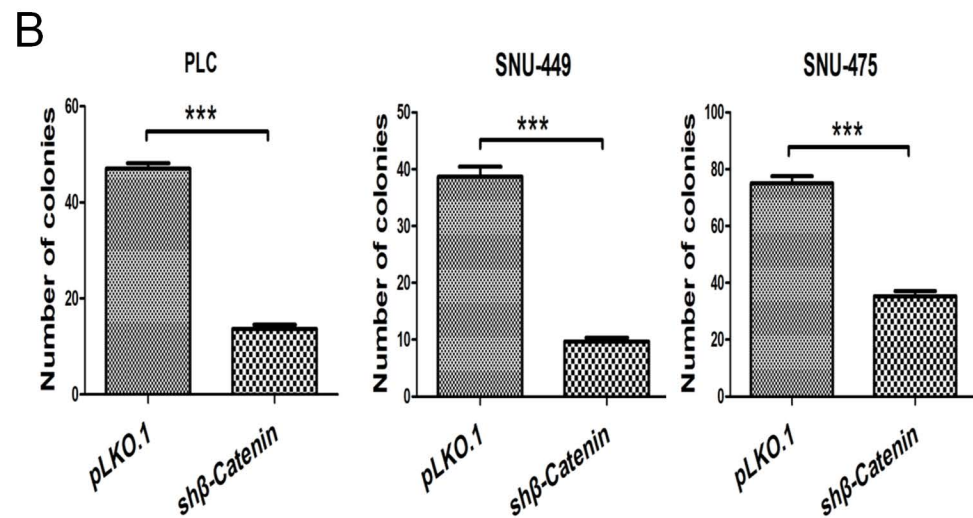 B
PLC
Number of colonies
60
40
20
0
***
pLKO.1
shβ-Catenin
SNU-449
Number of colonies
50
40
30
20
10
0
***
pLKO.1
shβ-Catenin
SNU-475
Number of colonies
100
80
60
40
20
0
***
pLKO.1
shβ-Catenin